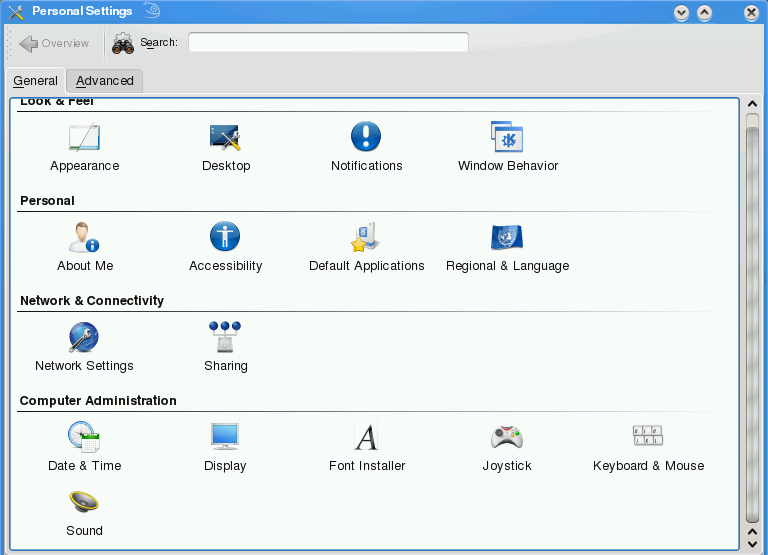 Personal Settings
Overview
Search:
General Advanced
Look & Feel
Appearance Desktop Notifications Window Behavior
Personal
About Me Accessibility Default Applications Regional & Language
Network & Connectivity
Network Settings Sharing
Computer Administration
Date & Time Display Font Installer Joystick Keyboard & Mouse
Sound